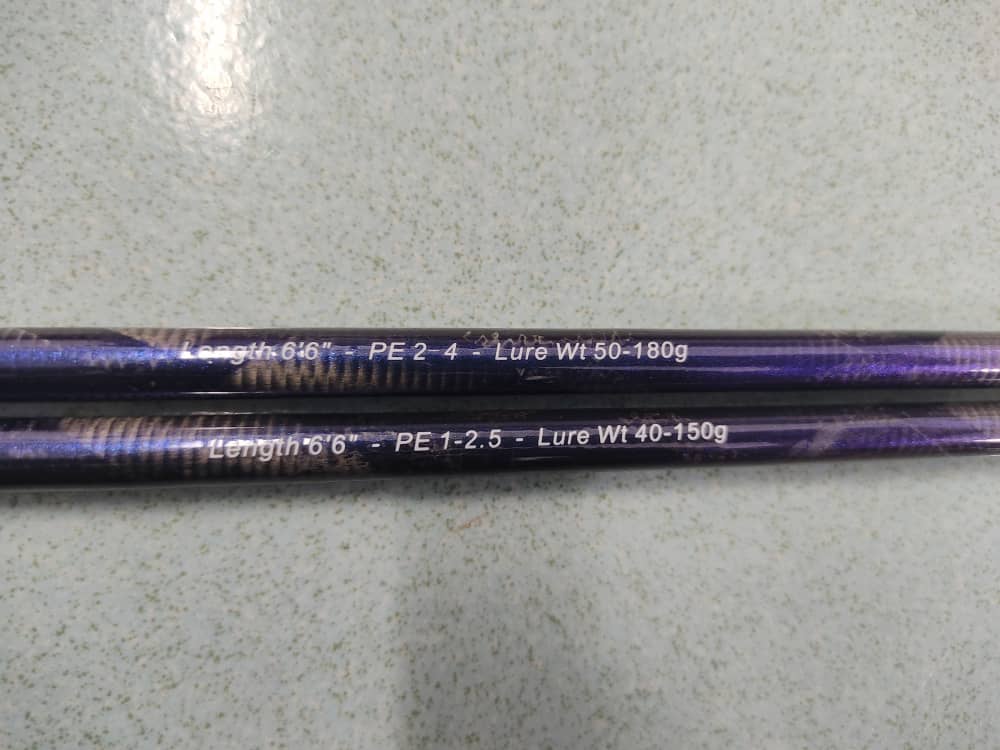 Length 6'6" - PE 2-4 - Lure Wt 50-180g
Length 6'6" - PE 1-2.5 - Lure Wt 40-150g